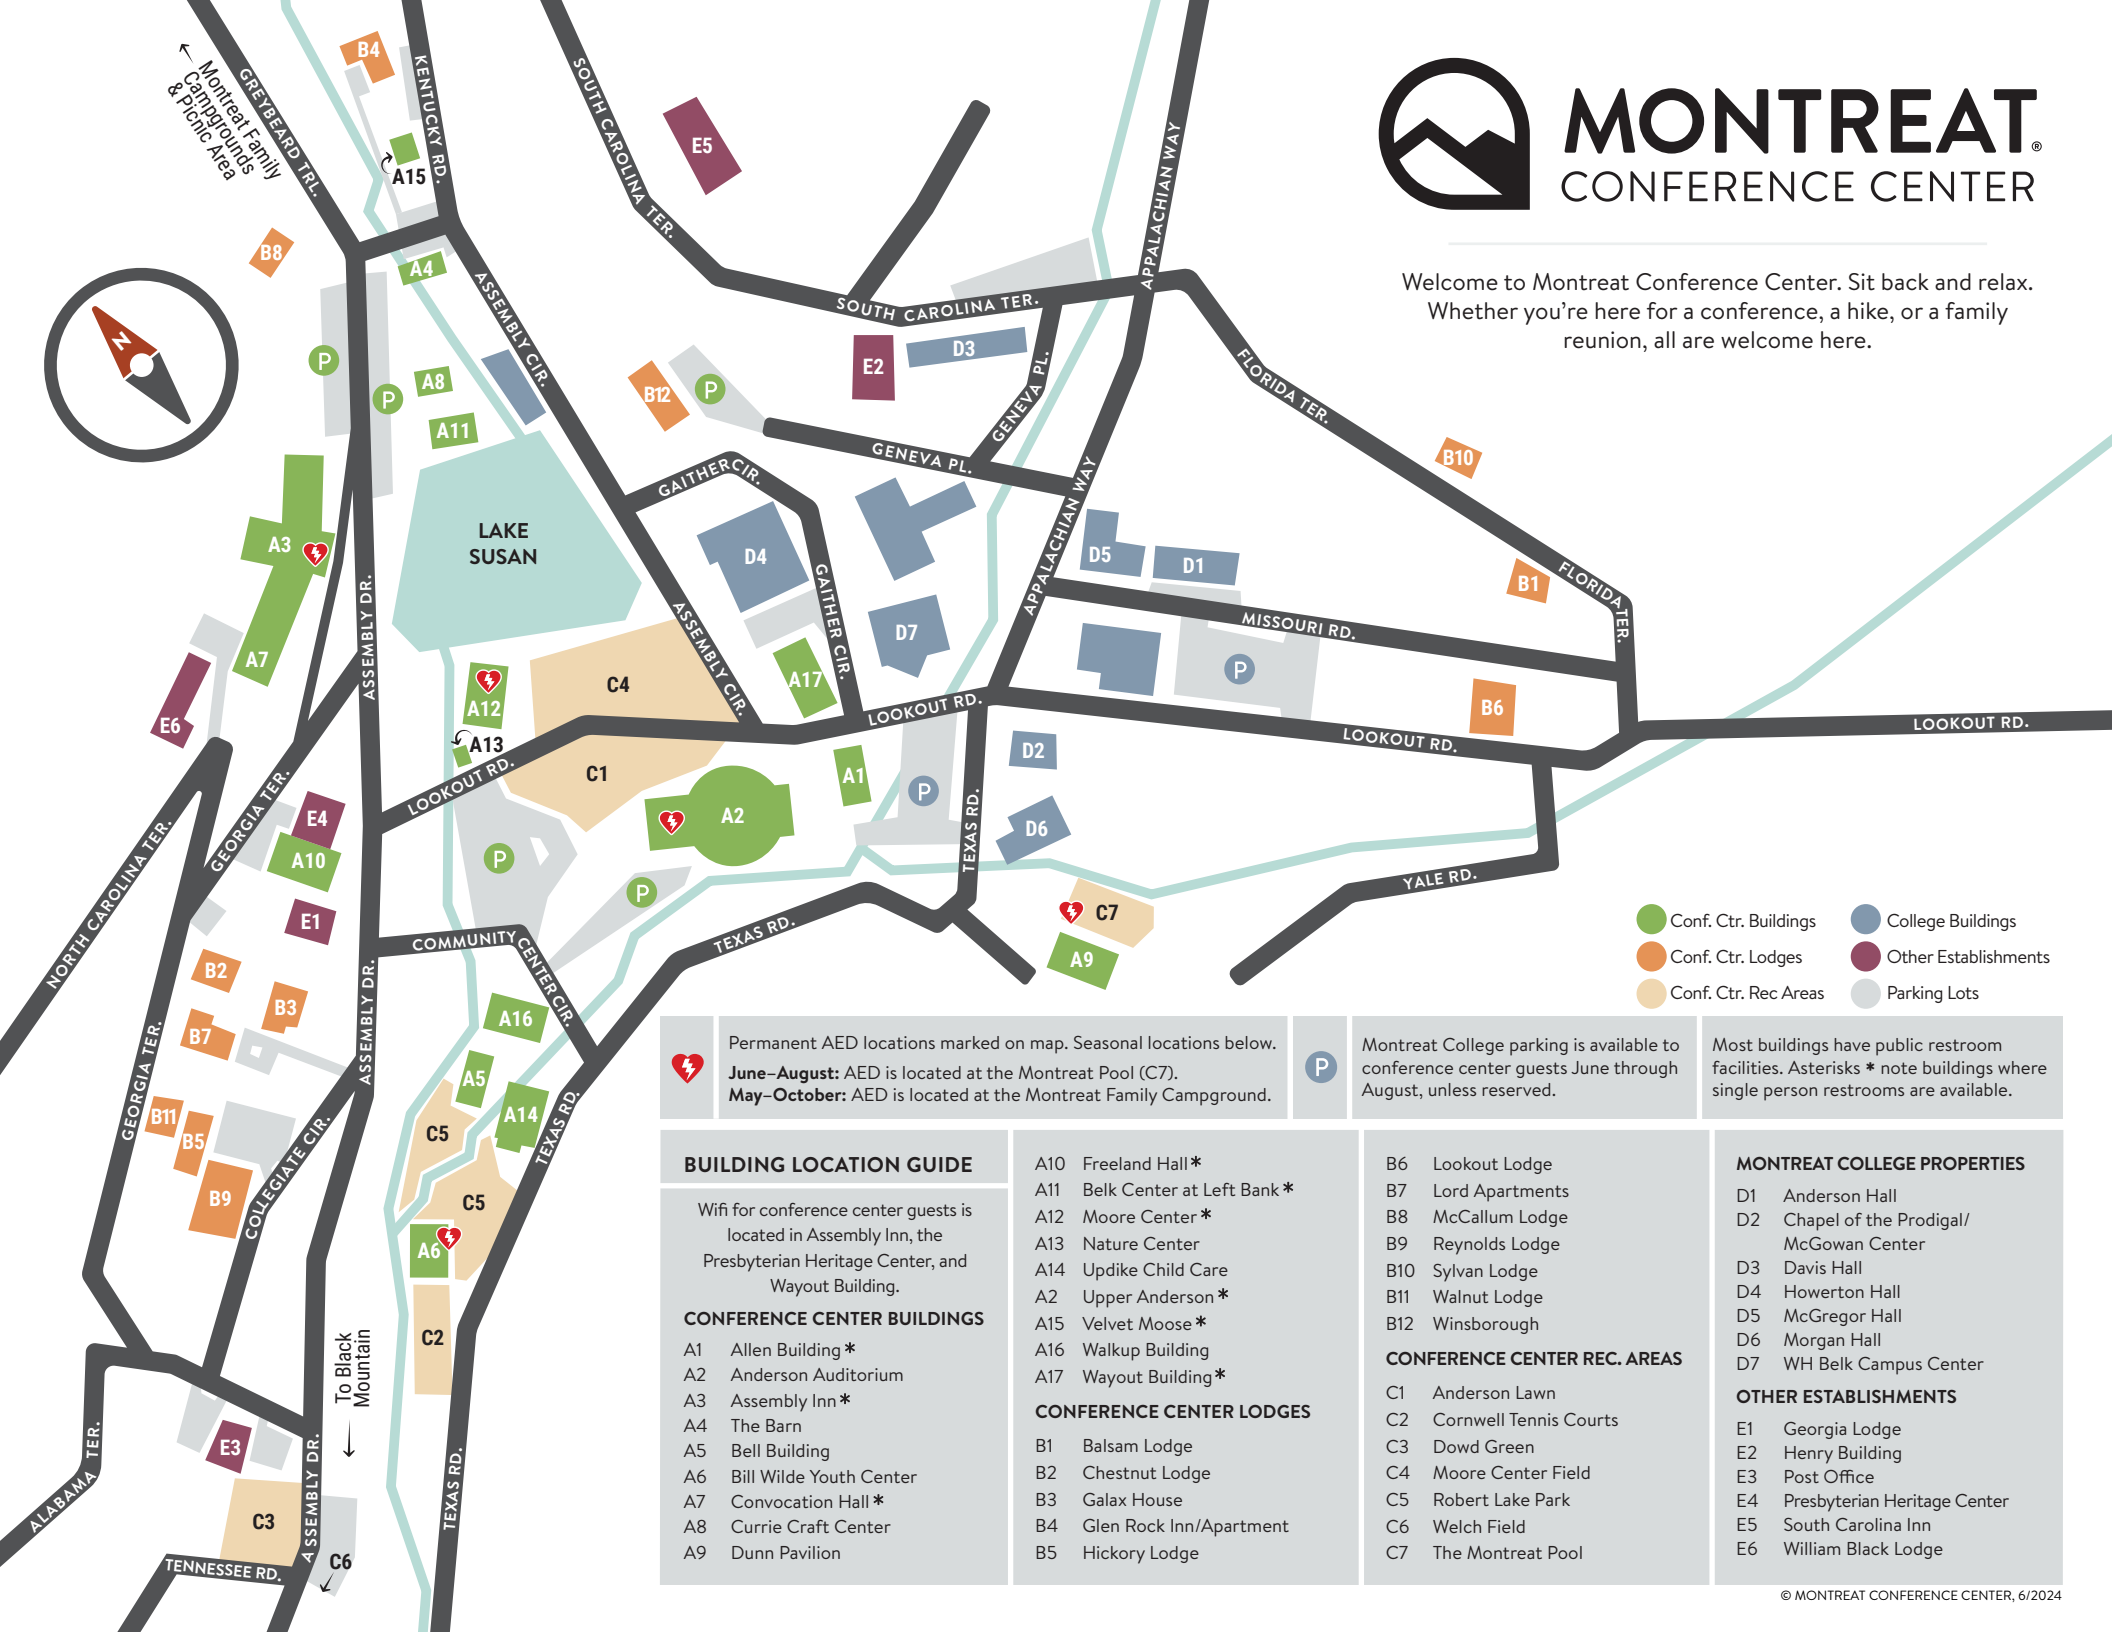 MONTREAT®
CONFERENCE CENTER
Welcome to Montreat Conference Center. Sit back and relax.
Whether you're here for a conference, a hike, or a family
reunion, all are welcome here.
Montreat Family
Campgrounds
& Picnic Area
GREYBEARD TRL.
KENTUCKY RD.
SOUTH CAROLINA TER.
SOUTH CAROLINA TER.
APPALACHIAN WAY
APPALACHIAN WAY
ASSEMBLY CIR.
ASSEMBLY CIR.
GENEVA PL.
GENEVA PL.
GAITHER CIR.
GAITHER CIR.
FLORIDA TER.
FLORIDA TER.
MISSOURI RD.
LOOKOUT RD.
LOOKOUT RD.
LOOKOUT RD.
LOOKOUT RD.
ASSEMBLY DR.
ASSEMBLY DR.
ASSEMBLY DR.
GEORGIA TER.
GEORGIA TER.
NORTH CAROLINA TER.
COMMUNITY CENTER CIR.
TEXAS RD.
TEXAS RD.
TEXAS RD.
TEXAS RD.
YALE RD.
COLLEGIATE CIR.
ALABAMA TER.
TENNESSEE RD.
To Black
Mountain
N
LAKE
SUSAN
B4
A15
E5
B8
A4
P
P
A8
A11
B12
P
E2
D3
B10
A3
A7
E6
D4
D5
D1
B1
D7
A17
P
B6
A12
A13
C4
C1
A2
A1
P
D2
D6
E4
A10
E1
P
P
C7
A9
B2
B3
B7
A16
A5
A14
B11
B5
B9
C5
C5
A6
C2
E3
C3
C6
Conf. Ctr. Buildings
Conf. Ctr. Lodges
Conf. Ctr. Rec Areas
College Buildings
Other Establishments
Parking Lots
Permanent AED locations marked on map. Seasonal locations below.
June–August: AED is located at the Montreat Pool (C7).
May–October: AED is located at the Montreat Family Campground.
P
Montreat College parking is available to
conference center guests June through
August, unless reserved.
Most buildings have public restroom
facilities. Asterisks * note buildings where
single person restrooms are available.
BUILDING LOCATION GUIDE
Wifi for conference center guests is
located in Assembly Inn, the
Presbyterian Heritage Center, and
Wayout Building.
CONFERENCE CENTER BUILDINGS
A1 Allen Building*
A2 Anderson Auditorium
A3 Assembly Inn*
A4 The Barn
A5 Bell Building
A6 Bill Wilde Youth Center
A7 Convocation Hall*
A8 Currie Craft Center
A9 Dunn Pavilion
A10 Freeland Hall*
A11 Belk Center at Left Bank*
A12 Moore Center*
A13 Nature Center
A14 Updike Child Care
A2 Upper Anderson*
A15 Velvet Moose*
A16 Walkup Building
A17 Wayout Building*
CONFERENCE CENTER LODGES
B1 Balsam Lodge
B2 Chestnut Lodge
B3 Galax House
B4 Glen Rock Inn/Apartment
B5 Hickory Lodge
B6 Lookout Lodge
B7 Lord Apartments
B8 McCallum Lodge
B9 Reynolds Lodge
B10 Sylvan Lodge
B11 Walnut Lodge
B12 Winsborough
CONFERENCE CENTER REC. AREAS
C1 Anderson Lawn
C2 Cornwell Tennis Courts
C3 Dowd Green
C4 Moore Center Field
C5 Robert Lake Park
C6 Welch Field
C7 The Montreat Pool
MONTREAT COLLEGE PROPERTIES
D1 Anderson Hall
D2 Chapel of the Prodigal/
McGowan Center
D3 Davis Hall
D4 Howerton Hall
D5 McGregor Hall
D6 Morgan Hall
D7 WH Belk Campus Center
OTHER ESTABLISHMENTS
E1 Georgia Lodge
E2 Henry Building
E3 Post Office
E4 Presbyterian Heritage Center
E5 South Carolina Inn
E6 William Black Lodge
© MONTREAT CONFERENCE CENTER, 6/2024